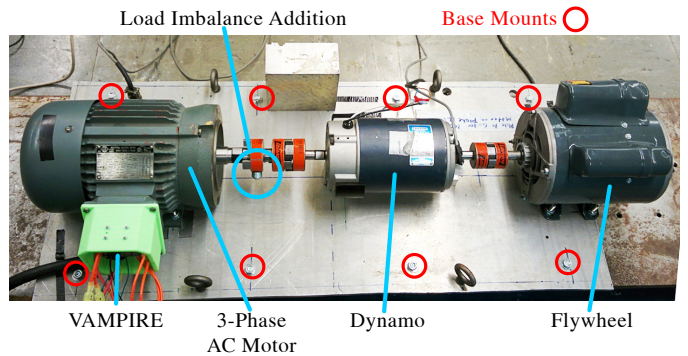 Load Imbalance Addition
Base Mounts
VAMPIRE
3-Phase
AC Motor
Dynamo
Flywheel